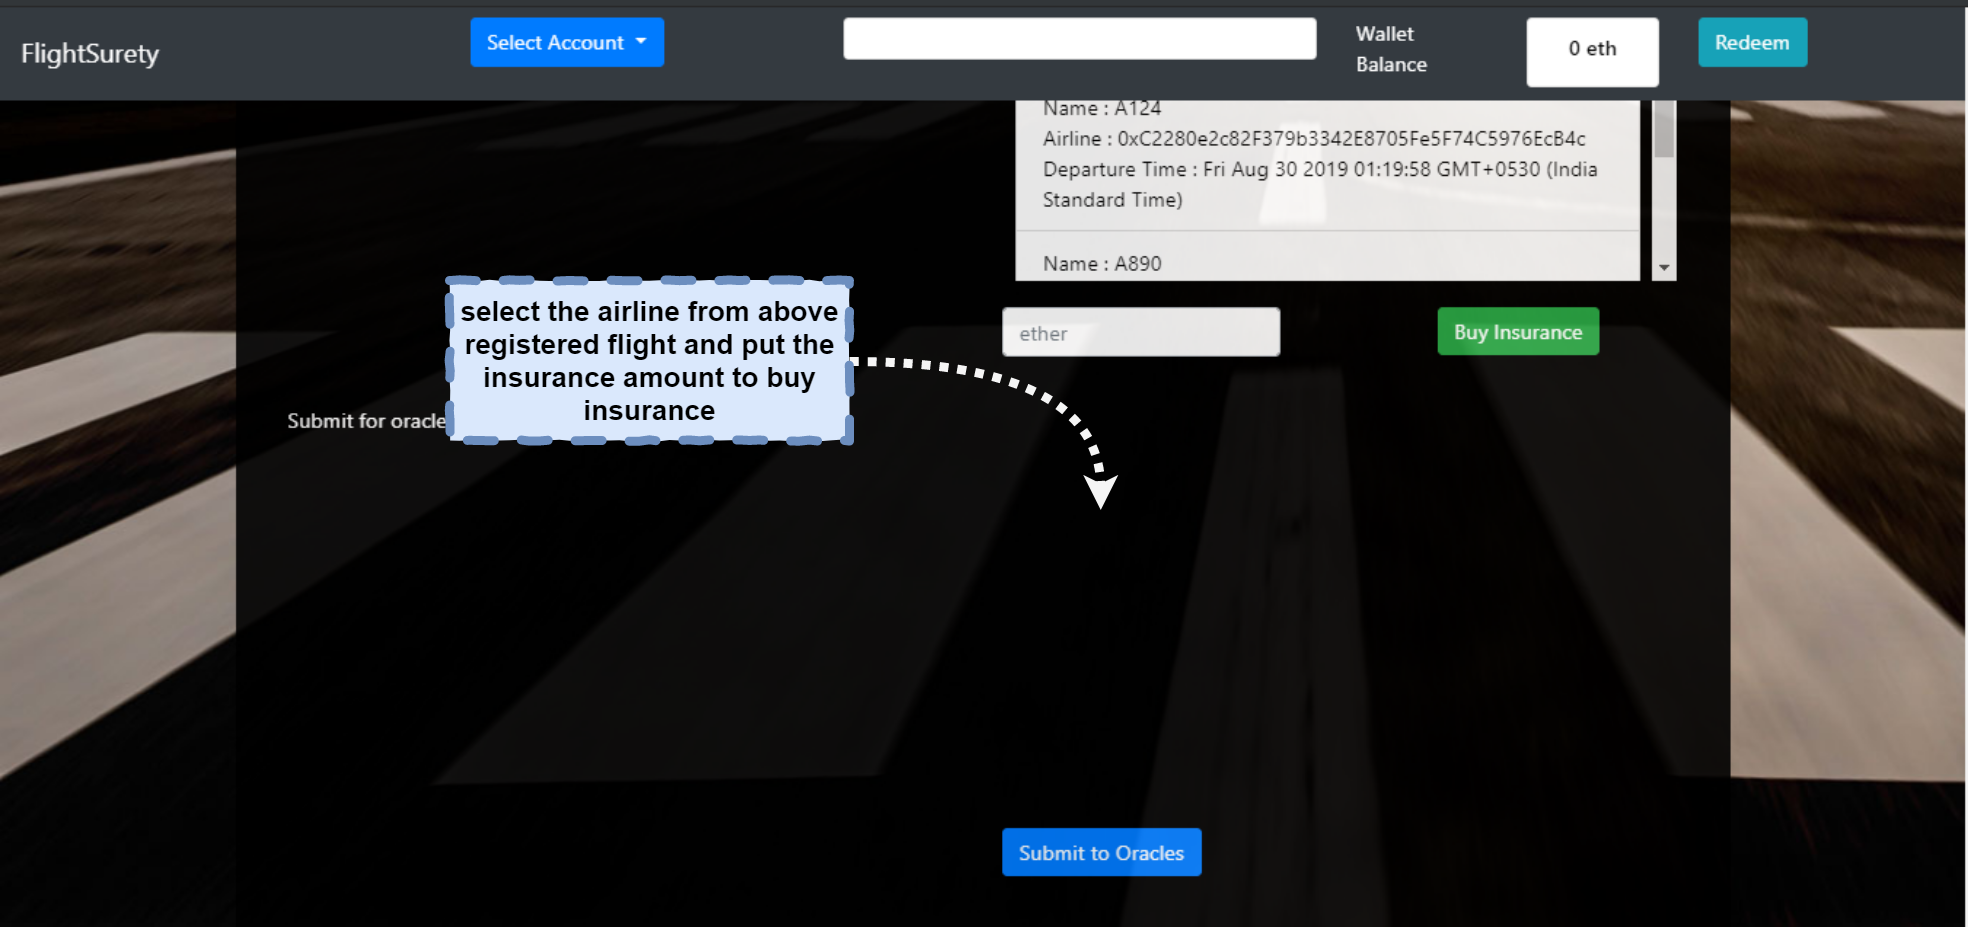 FlightSurety
Select Account
Wallet
Balance
0 eth
Redeem
Name : A124
Airline : 0xC2280e2c82F379b3342E8705Fe5F74C5976EcB4c
Departure Time : Fri Aug 30 2019 01:19:58 GMT+0530 (India
Standard Time)
Name : A890
ether
Buy Insurance
select the airline from above
registered flight and put the
insurance amount to buy
insurance
Submit for oracle
Submit to Oracles